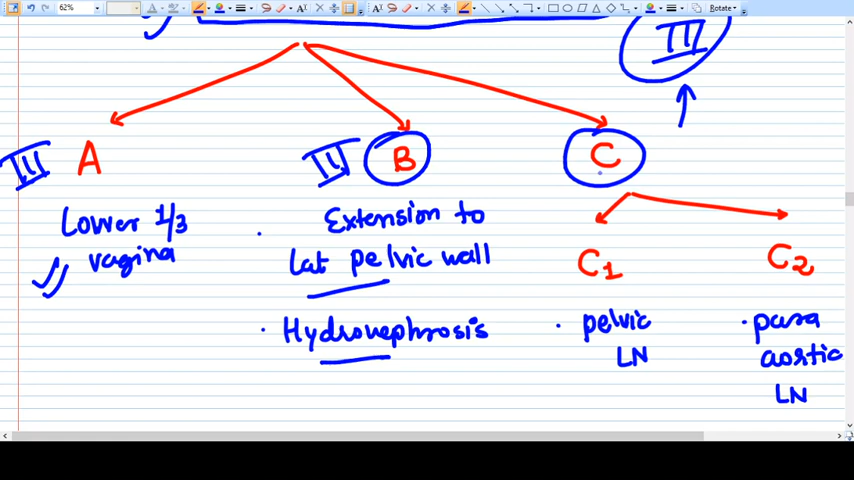 62%
Rotate
III
III A
II B
C
Lower 1/3
vagina
Extension to
lat pelvic wall
Hydronephrosis
C1
C2
pelvic
LN
para
aortic
LN